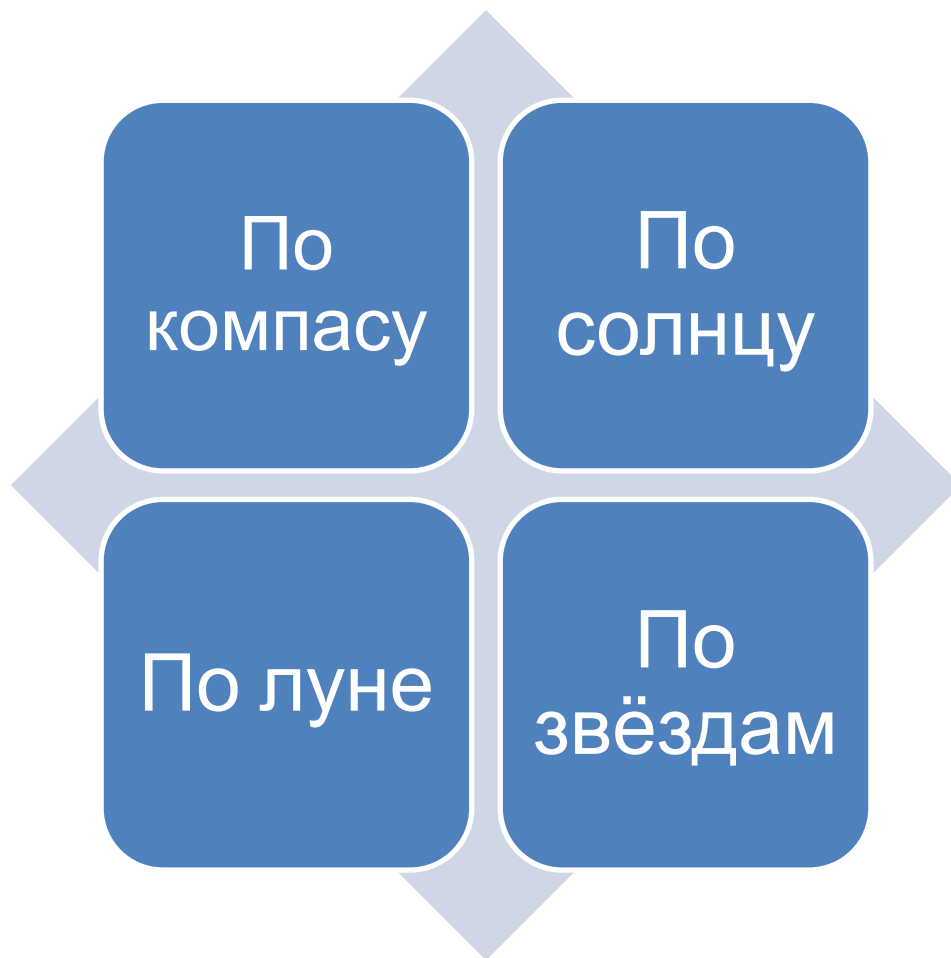 По
компасу
По
солнцу
По луне
По
звёздам